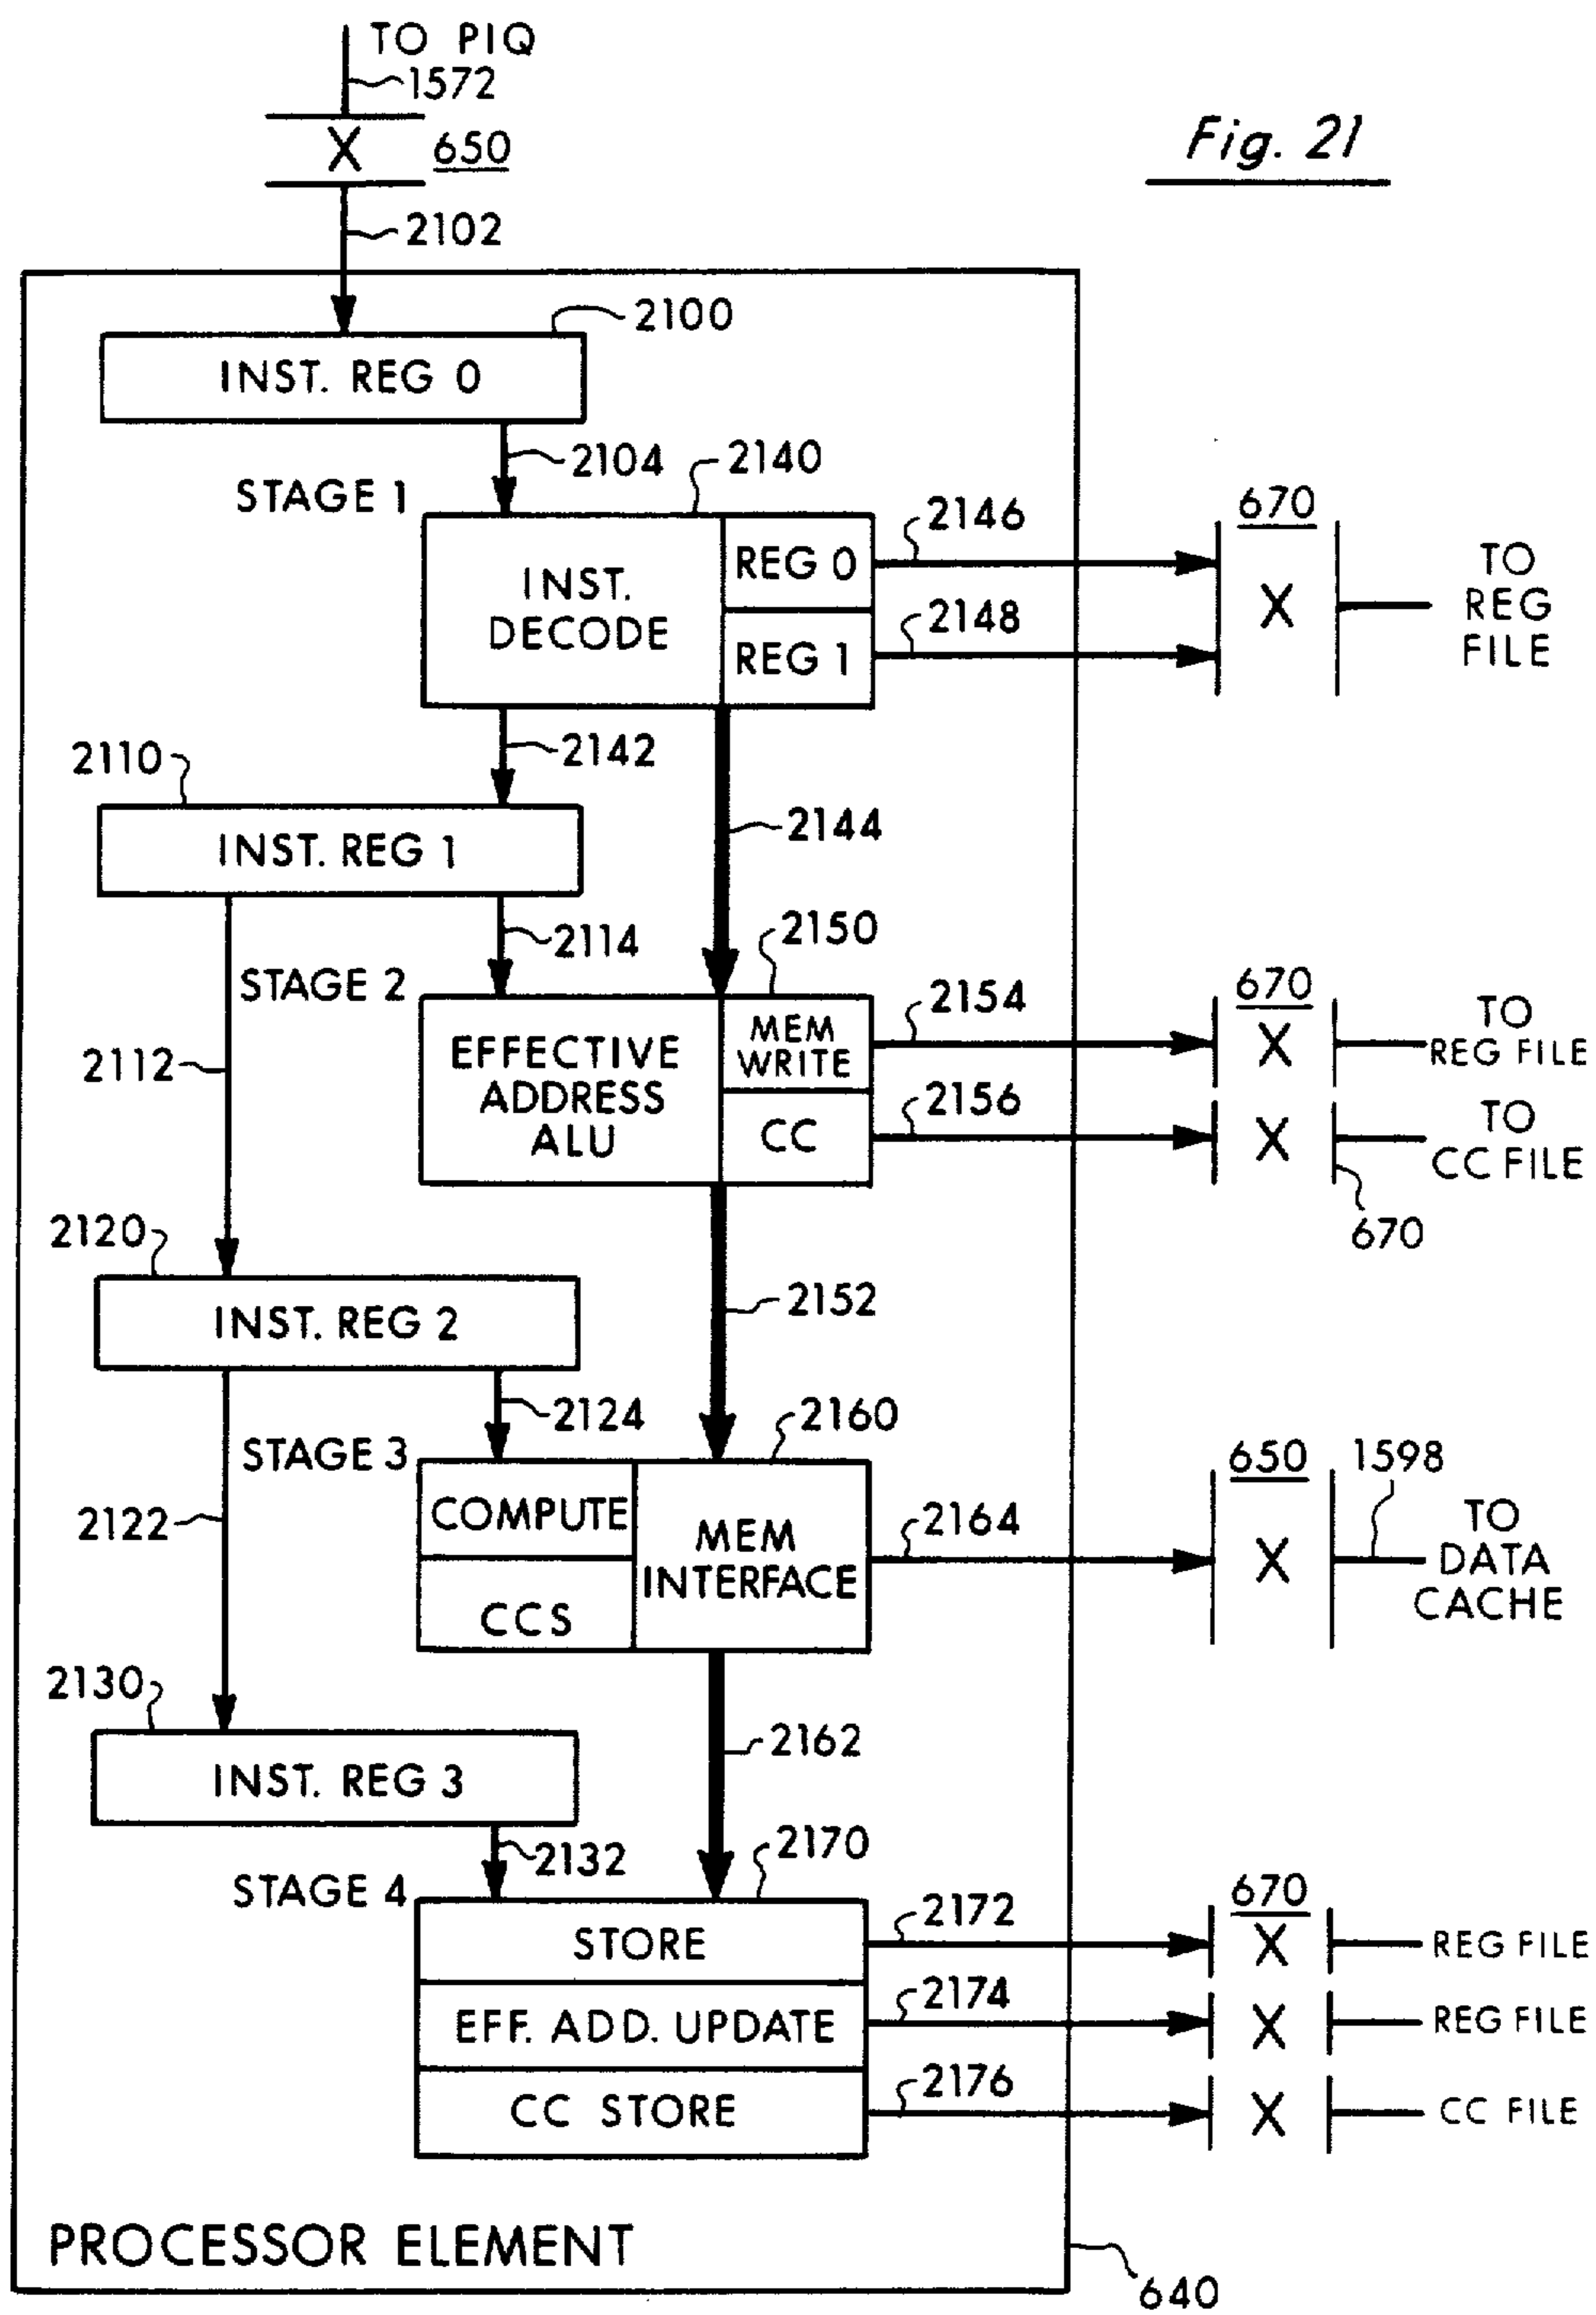 TO PIQ
1572
X
650
Fig. 21
2102
2100
INST. REG 0
2104
2140
STAGE 1
INST.
DECODE
REG 0
REG 1
2146
2148
670
X
TO
REG
FILE
2142
2110
INST. REG 1
2144
2114
2150
STAGE 2
2112
EFFECTIVE
ADDRESS
ALU
MEM
WRITE
CC
2154
2156
670
X
X
TO
REG FILE
TO
CC FILE
670
2120
INST. REG 2
2152
2124
2160
STAGE 3
2122
COMPUTE
CCS
MEM
INTERFACE
2164
650
X
1598
TO
DATA
CACHE
2130
INST. REG 3
2162
2132
2170
STAGE 4
STORE
EFF. ADD. UPDATE
CC STORE
2172
2174
2176
670
X
X
X
REG FILE
REG FILE
CC FILE
PROCESSOR ELEMENT
640